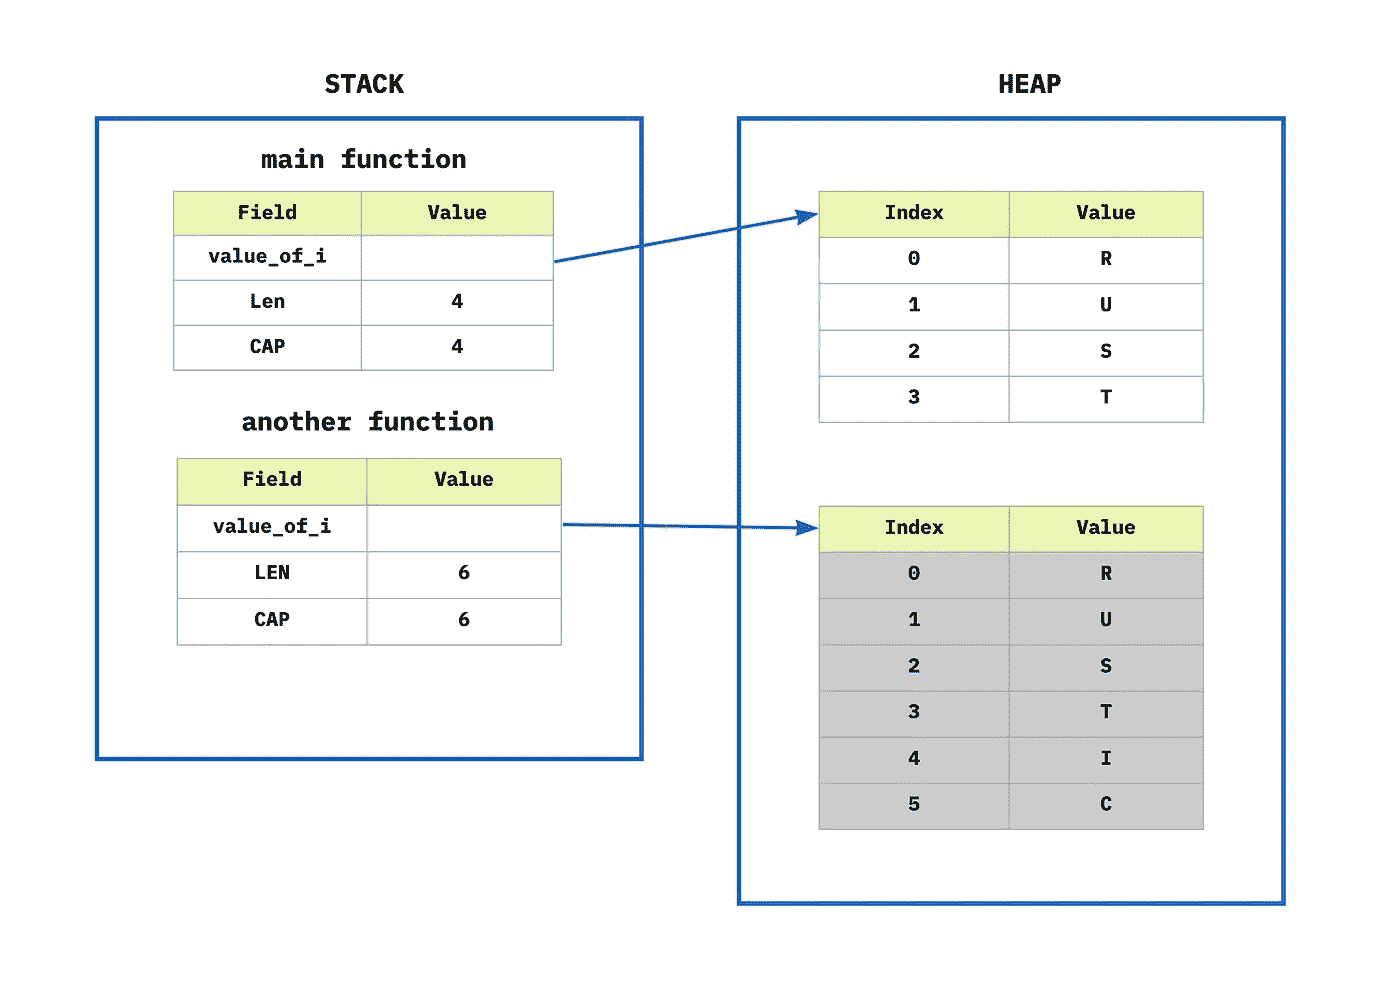 STACK
main function
Field Value
value_of_i
Len 4
CAP 4
another function
Field Value
value_of_i
LEN 6
CAP 6
HEAP
Index Value
0 R
1 U
2 S
3 T
Index Value
0 R
1 U
2 S
3 T
4 I
5 C